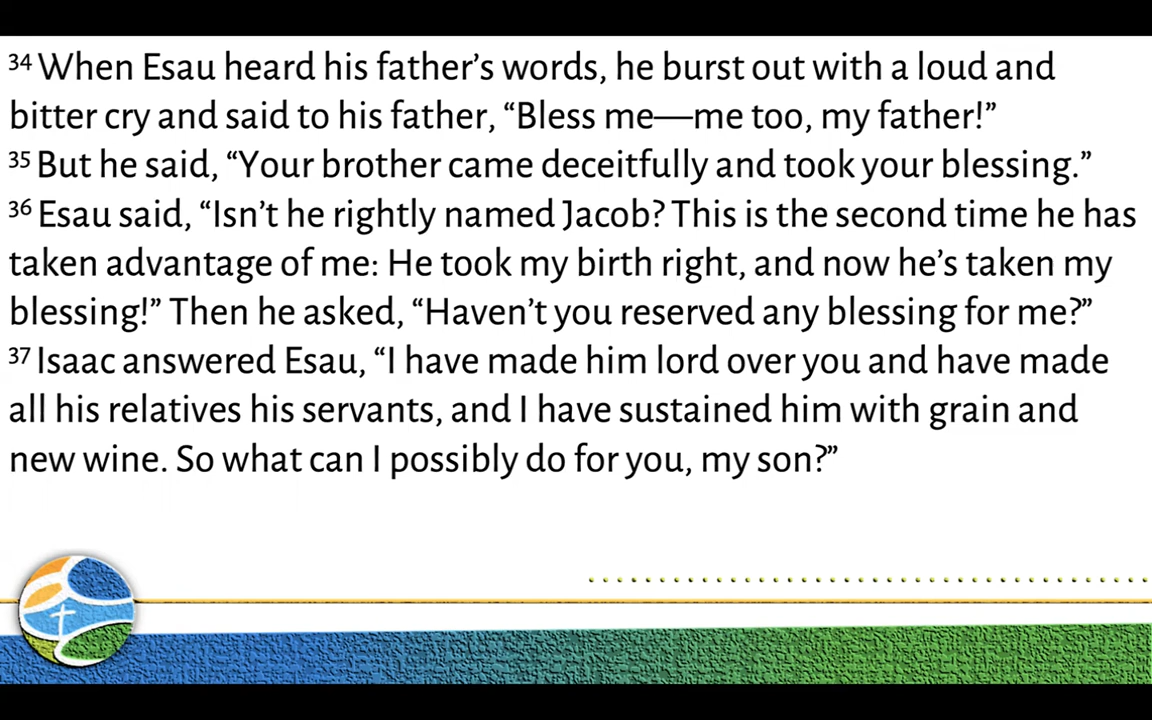 34 When Esau heard his father’s words, he burst out with a loud and
bitter cry and said to his father, “Bless me—me too, my father!”
35 But he said, “Your brother came deceitfully and took your blessing.”
36 Esau said, “Isn’t he rightly named Jacob? This is the second time he has
taken advantage of me: He took my birth right, and now he’s taken my
blessing!” Then he asked, “Haven’t you reserved any blessing for me?”
37 Isaac answered Esau, “I have made him lord over you and have made
all his relatives his servants, and I have sustained him with grain and
new wine. So what can I possibly do for you, my son?”